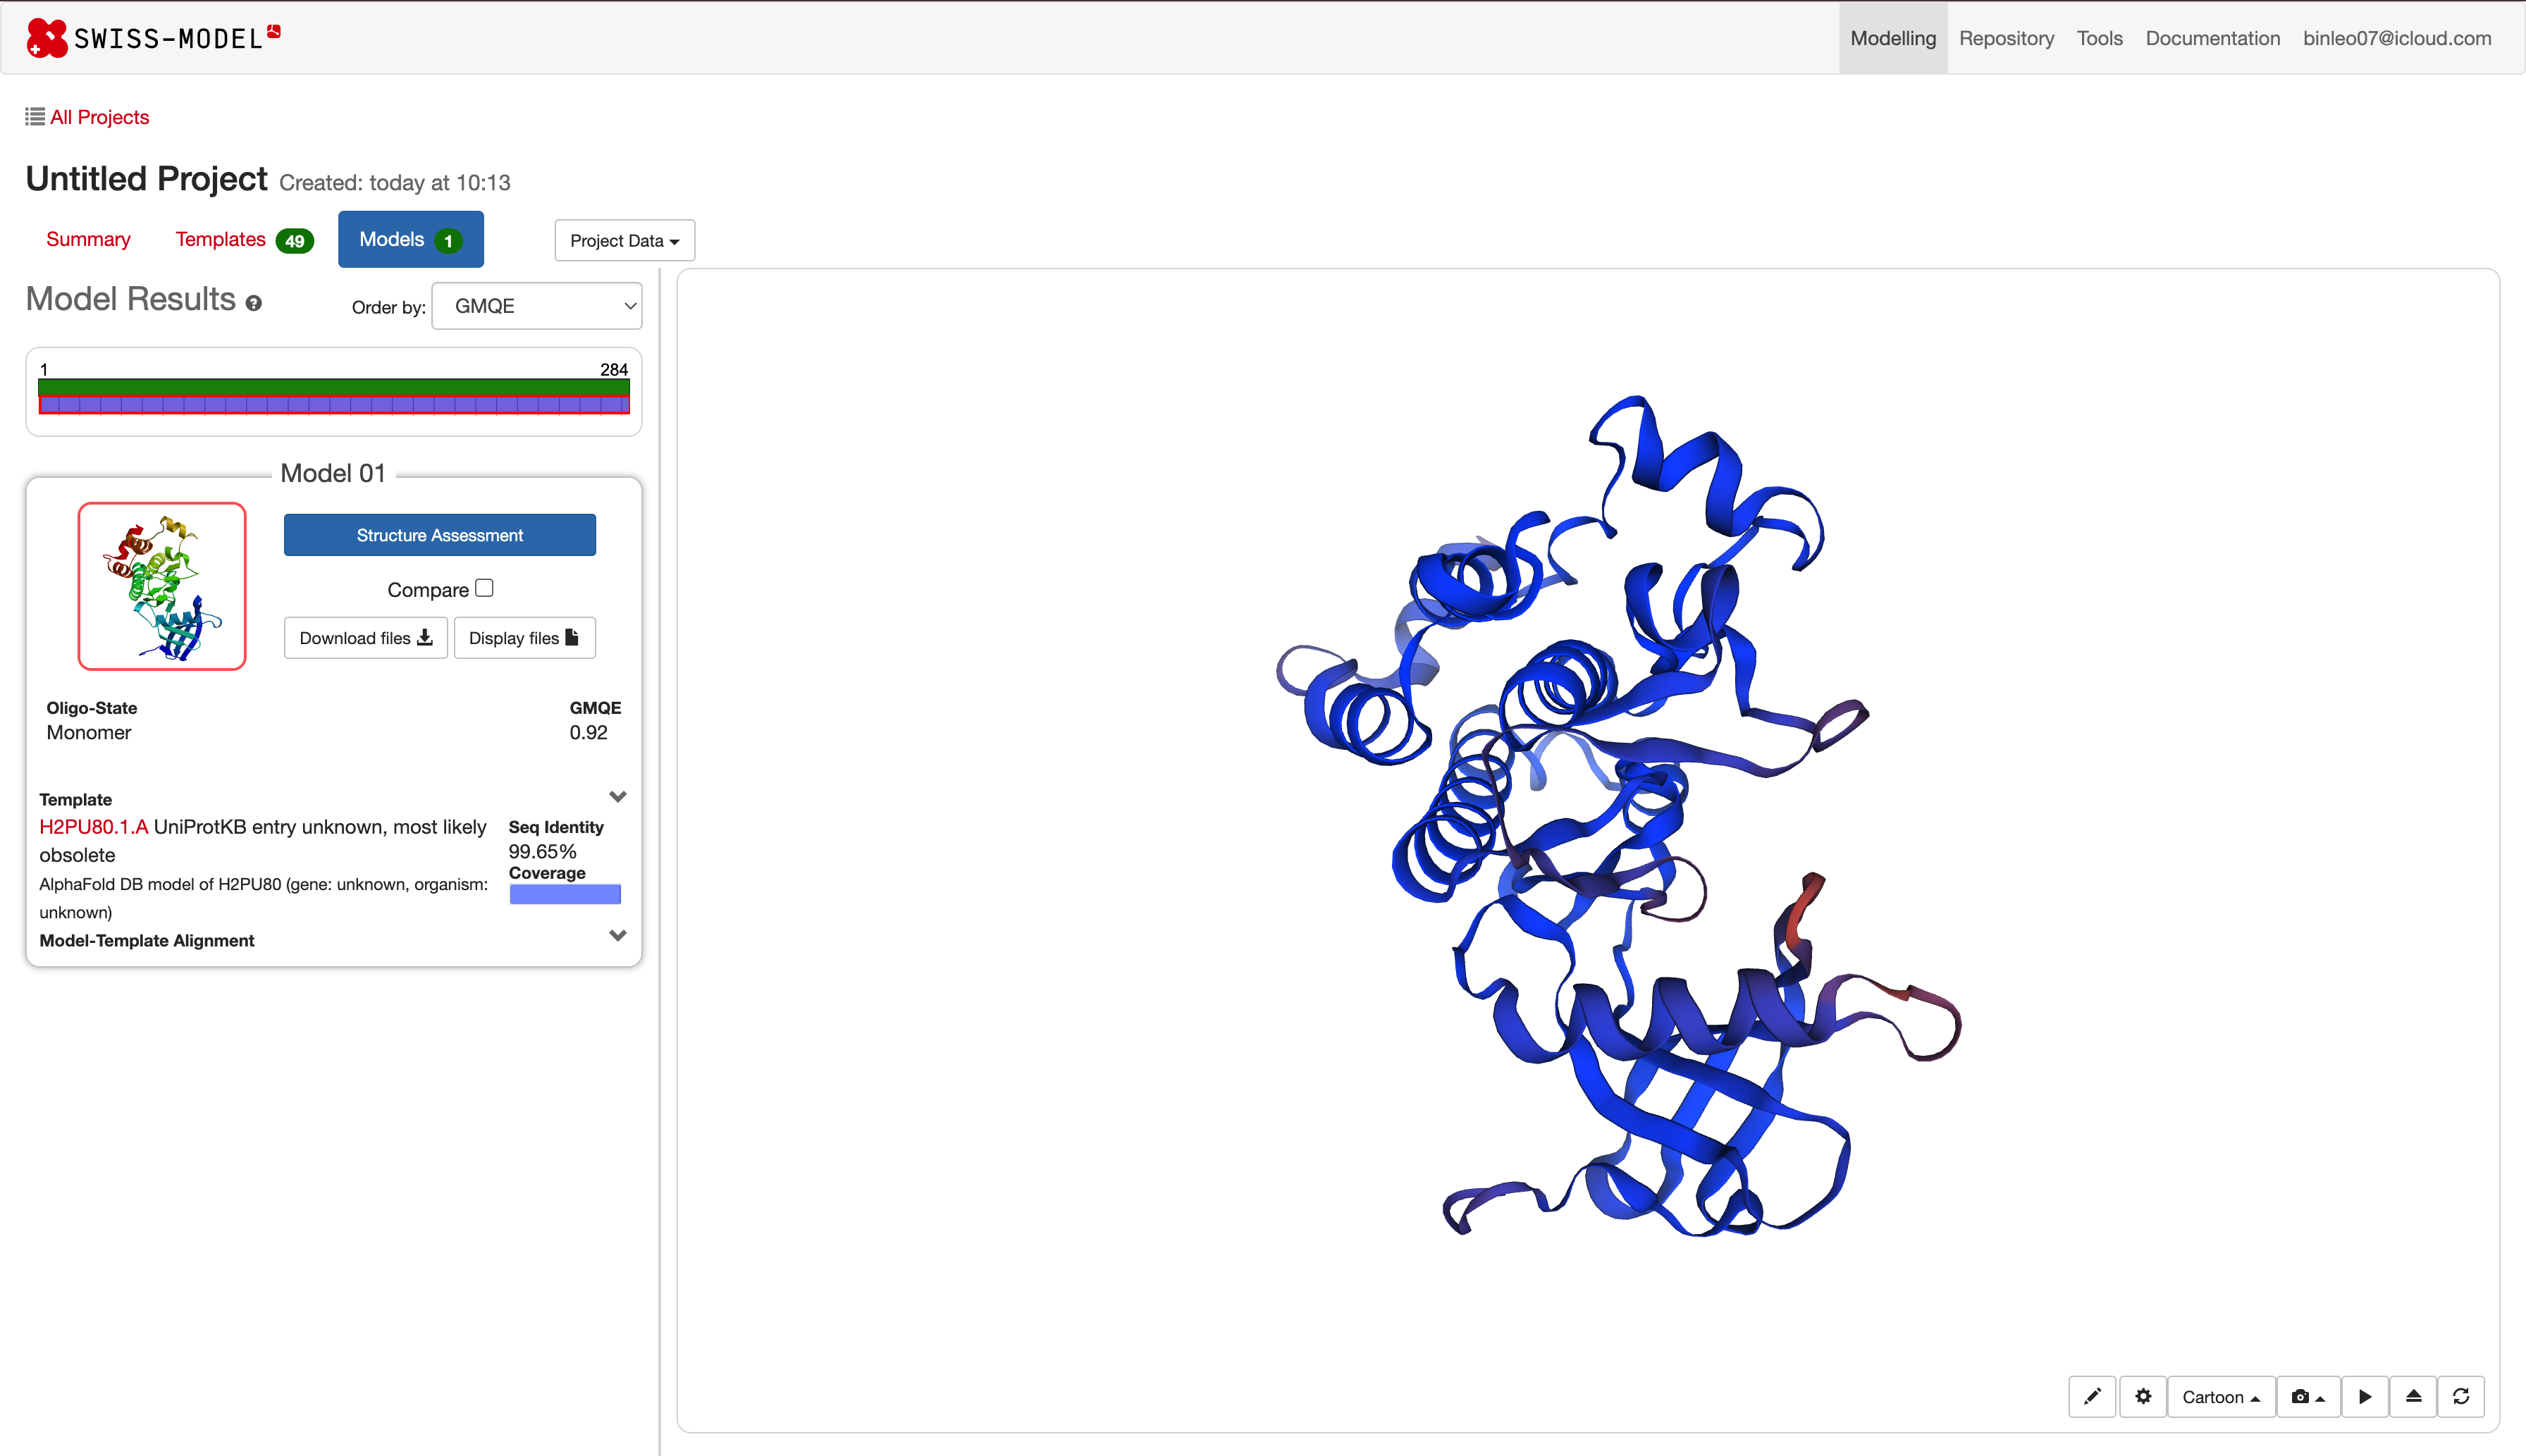 SWISS-MODEL
Modelling Repository Tools Documentation binleo07@icloud.com
All Projects
Untitled Project Created: today at 10:13
Summary Templates 49 Models 1 Project Data
Model Results ?
Order by: GMQE
1 284
Model 01
Structure Assessment
Compare
Download files Display files
Oligo-State GMQE
Monomer 0.92
Template
H2PU80.1.A UniProtKB entry unknown, most likely
obsolete
Seq Identity
99.65%
Coverage
AlphaFold DB model of H2PU80 (gene: unknown, organism:
unknown)
Model-Template Alignment
Cartoon